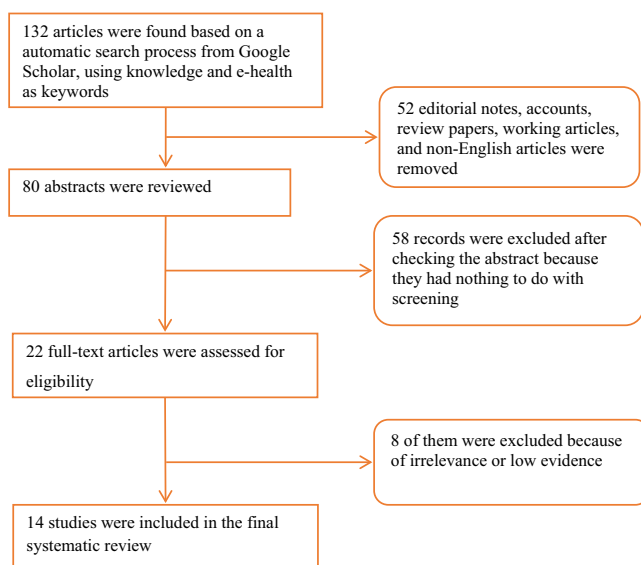 132 articles were found based on a
automatic search process from Google
Scholar, using knowledge and e-health
as keywords
52 editorial notes, accounts,
review papers, working articles,
and non-English articles were
removed
80 abstracts were reviewed
58 records were excluded after
checking the abstract because
they had nothing to do with
screening
22 full-text articles were assessed for
eligibility
8 of them were excluded because
of irrelevance or low evidence
14 studies were included in the final
systematic review